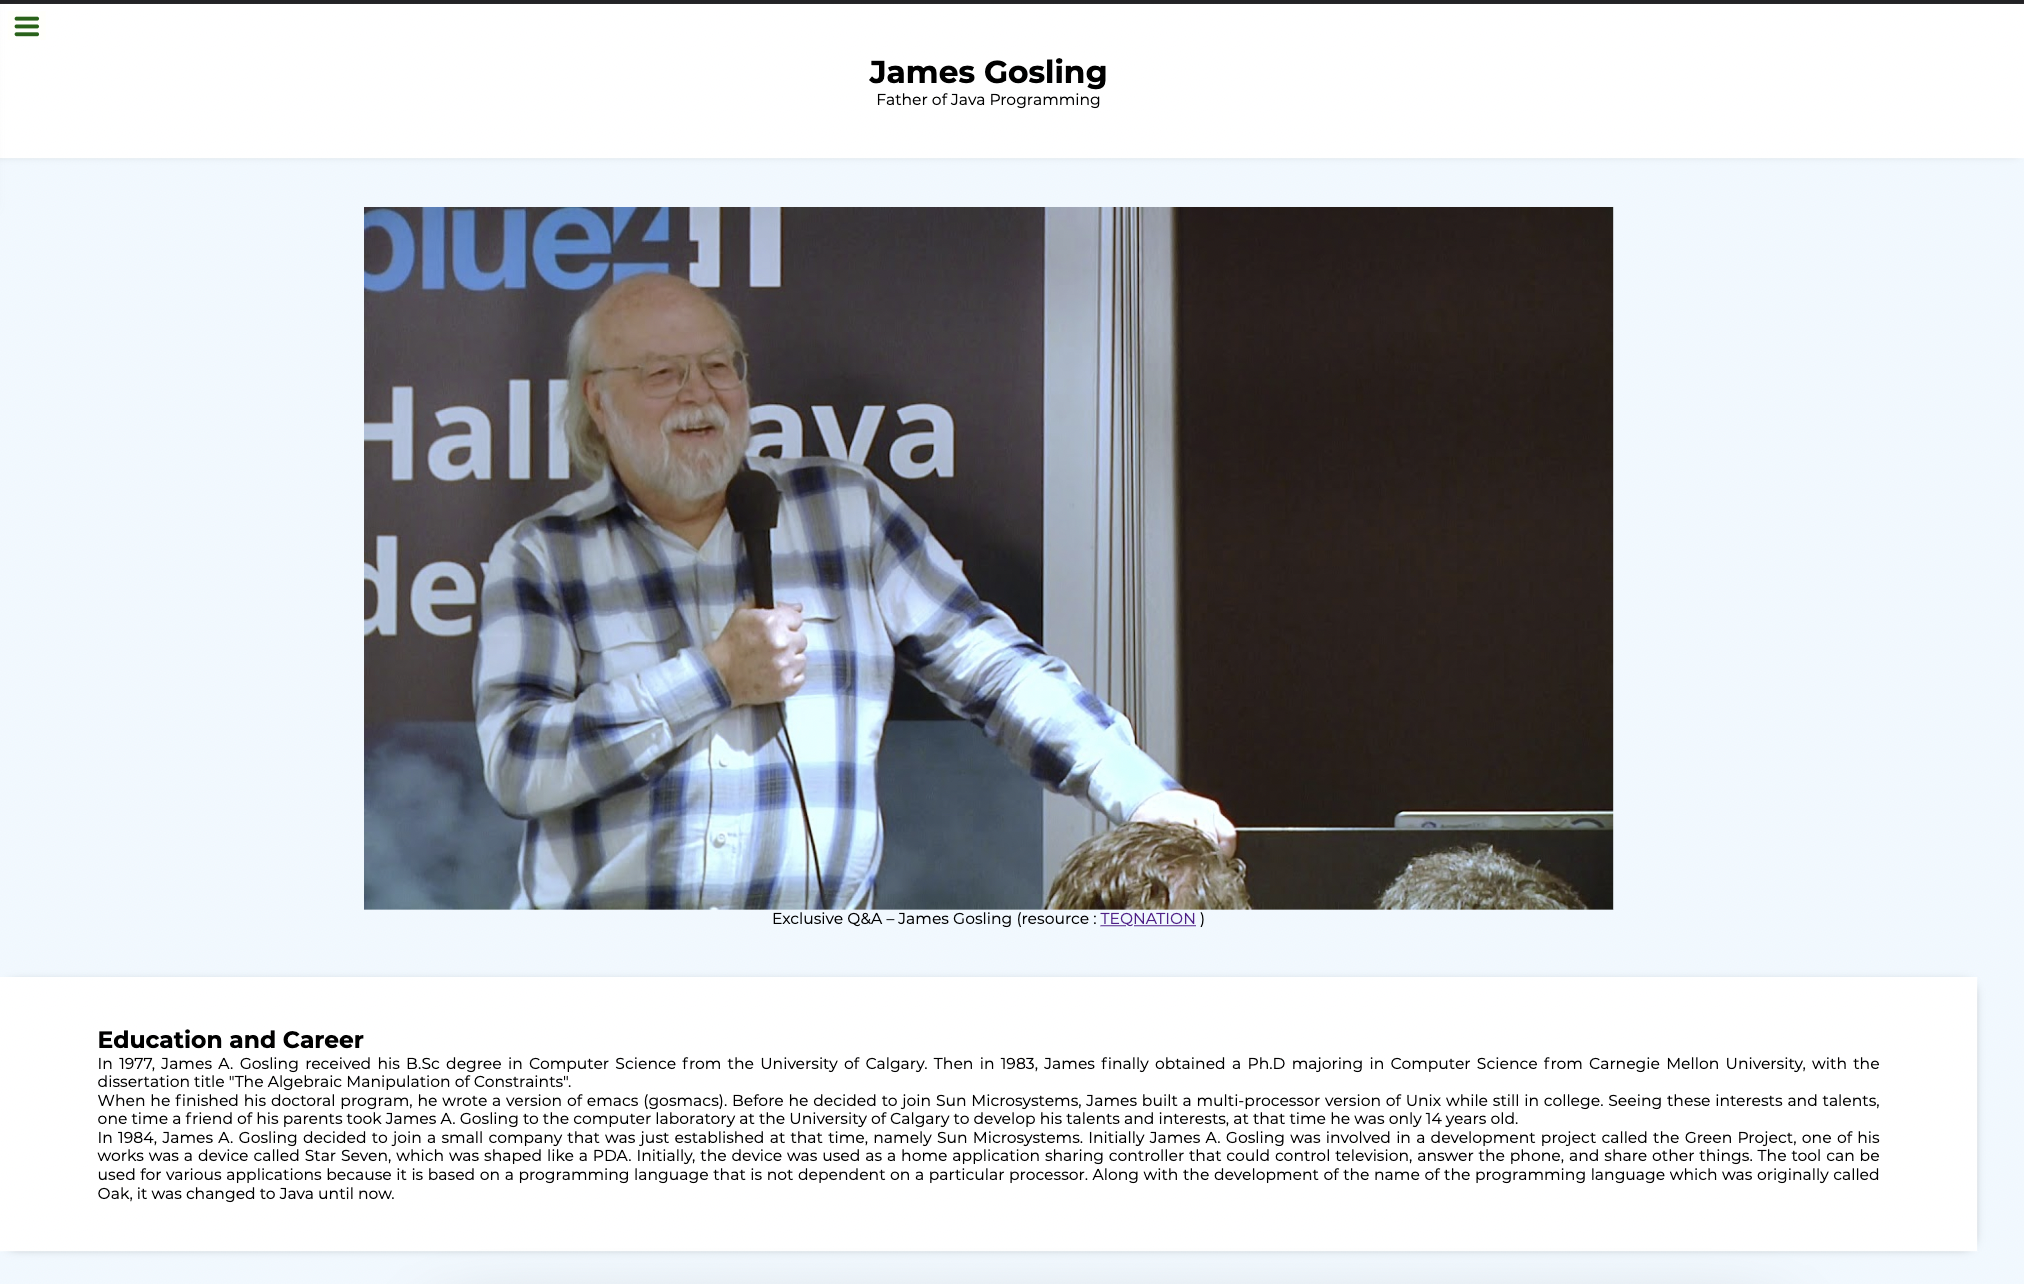 James Gosling
Father of Java Programming
blue4IT
Hall ava
de
Exclusive Q&A – James Gosling (resource : TEQNATION )
Education and Career
In 1977, James A. Gosling received his B.Sc degree in Computer Science from the University of Calgary. Then in 1983, James finally obtained a Ph.D majoring in Computer Science from Carnegie Mellon University, with the
dissertation title "The Algebraic Manipulation of Constraints".
When he finished his doctoral program, he wrote a version of emacs (gosmacs). Before he decided to join Sun Microsystems, James built a multi-processor version of Unix while still in college. Seeing these interests and talents,
one time a friend of his parents took James A. Gosling to the computer laboratory at the University of Calgary to develop his talents and interests, at that time he was only 14 years old.
In 1984, James A. Gosling decided to join a small company that was just established at that time, namely Sun Microsystems. Initially James A. Gosling was involved in a development project called the Green Project, one of his
works was a device called Star Seven, which was shaped like a PDA. Initially, the device was used as a home application sharing controller that could control television, answer the phone, and share other things. The tool can be
used for various applications because it is based on a programming language that is not dependent on a particular processor. Along with the development of the name of the programming language which was originally called
Oak, it was changed to Java until now.